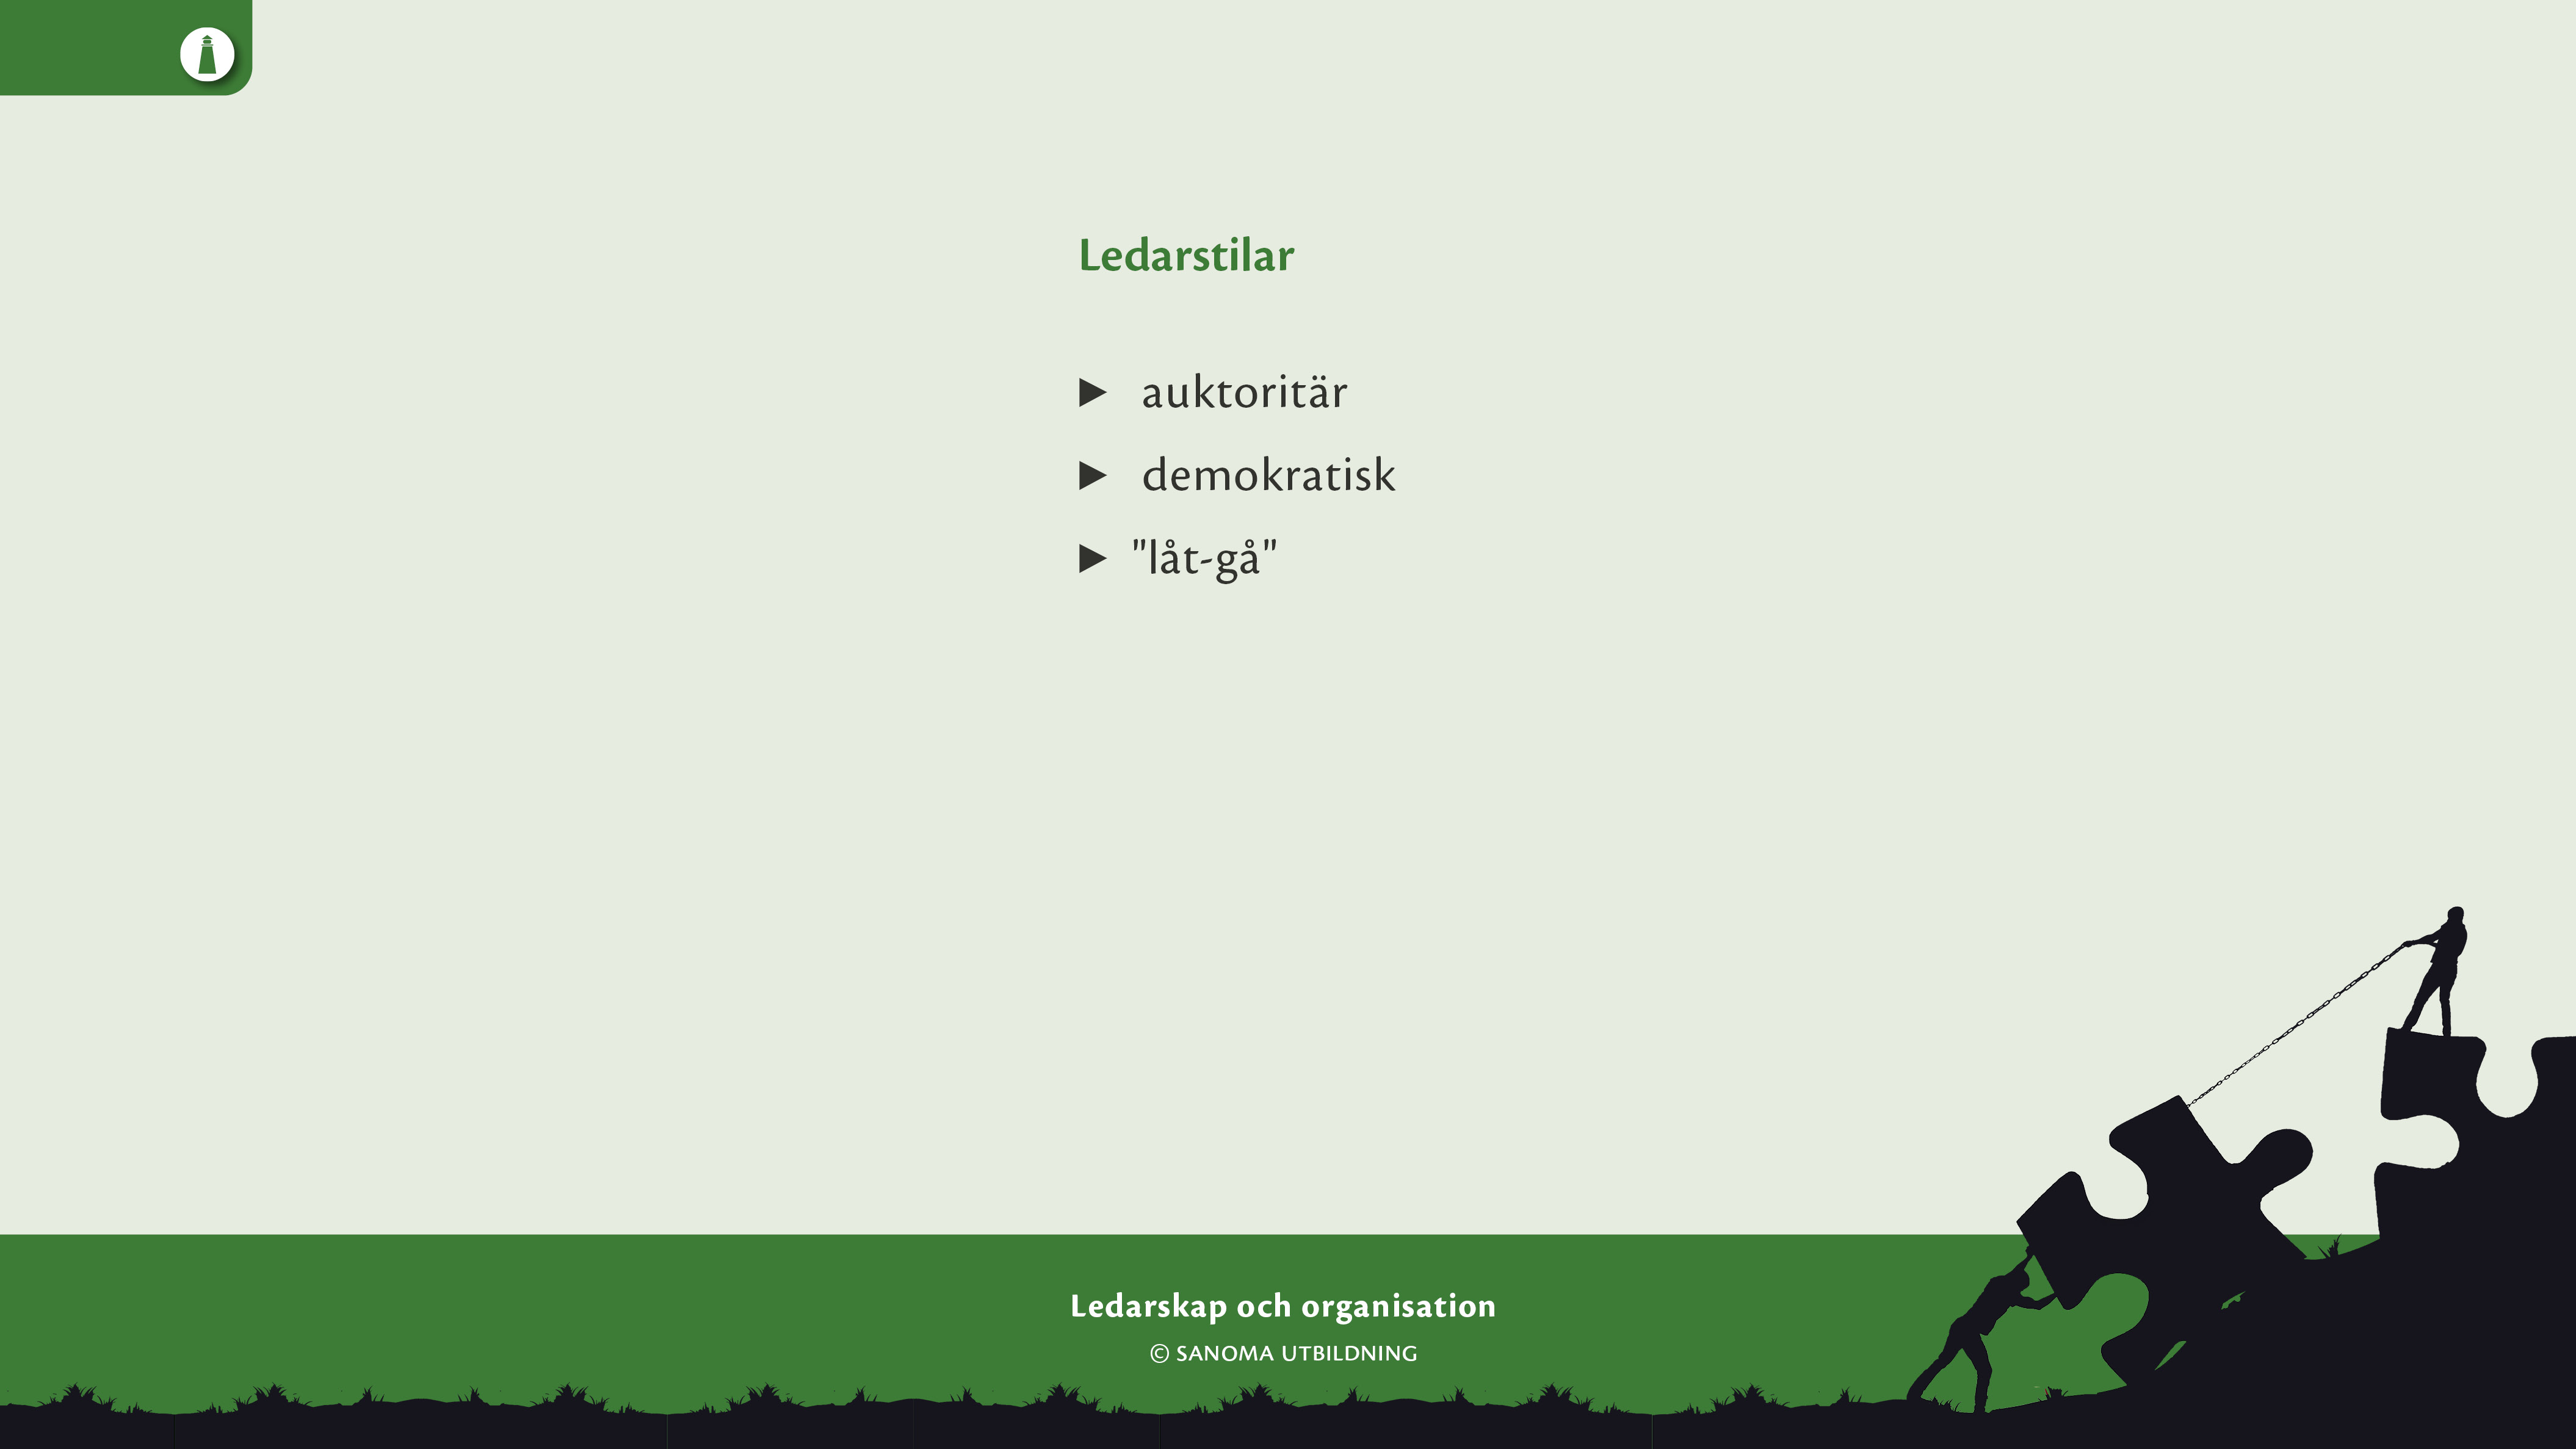 Ledarstilar
► auktoritär
► demokratisk
► "låt-gå"
Ledarskap och organisation
© SANOMA UTBILDNING